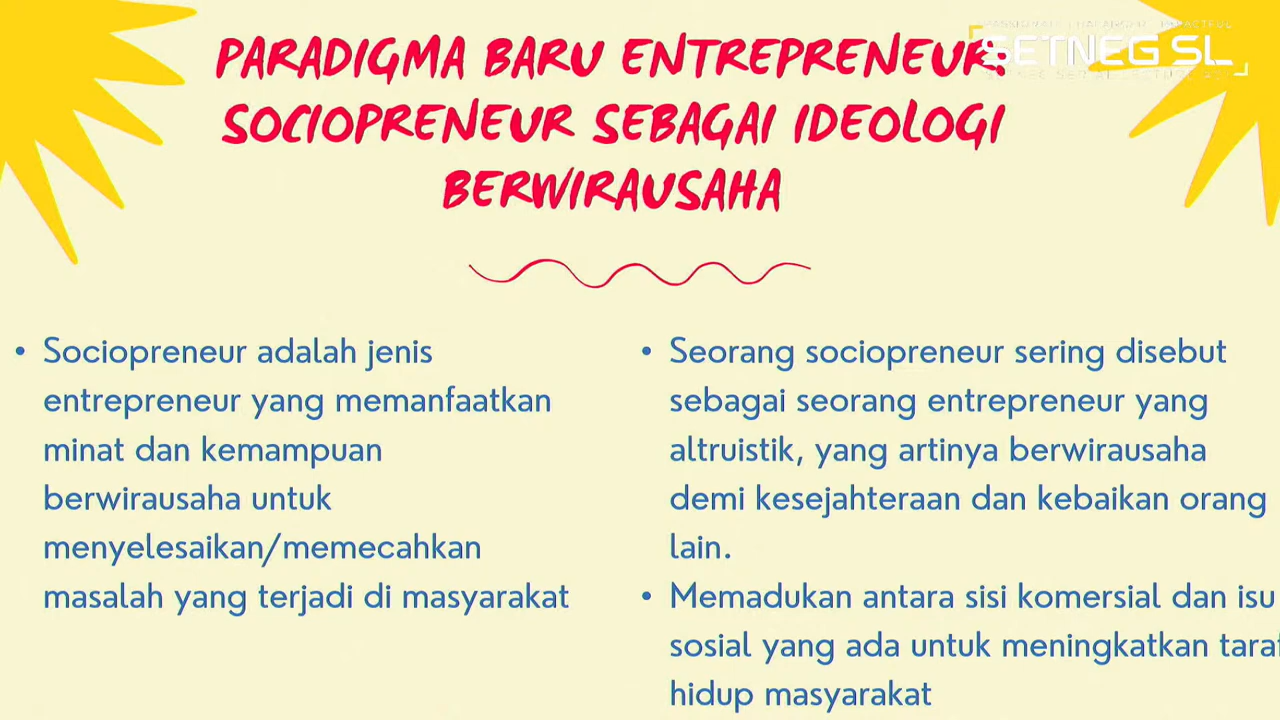 PARADIGMA BARU ENTREPRENEUR:
SOCIOPRENEUR SEBAGAI IDEOLOGI
BERWIRAUSAHA
SETNEG SL
• Sociopreneur adalah jenis
entrepreneur yang memanfaatkan
minat dan kemampuan
berwirausaha untuk
menyelesaikan/memecahkan
masalah yang terjadi di masyarakat
• Seorang sociopreneur sering disebut
sebagai seorang entrepreneur yang
altruistik, yang artinya berwirausaha
demi kesejahteraan dan kebaikan orang
lain.
• Memadukan antara sisi komersial dan isu
sosial yang ada untuk meningkatkan taraf
hidup masyarakat